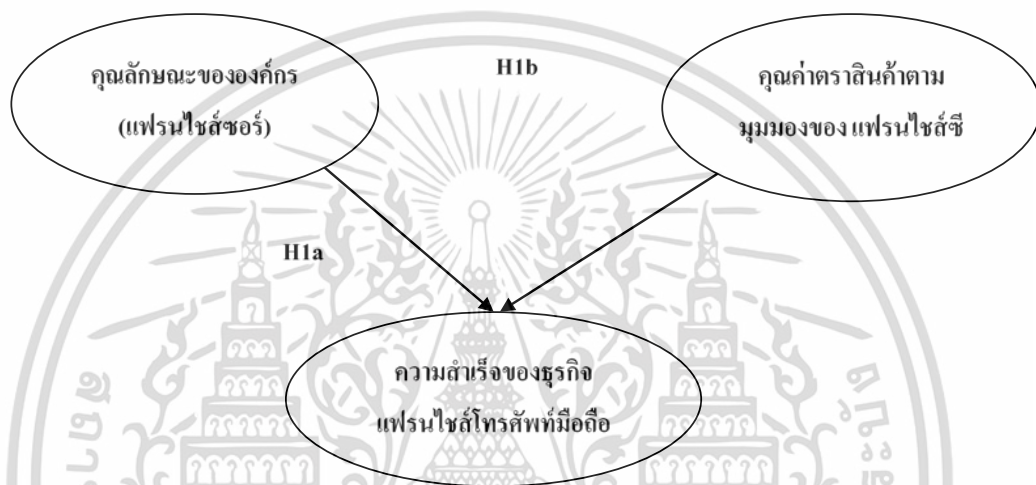 คุณลักษณะขององค์กร
(แฟรนไชส์ซอร์)
H1b
คุณค่าตราสินค้าตาม
มุมมองของ แฟรนไชส์ซี
H1a
ความสำเร็จของธุรกิจ
แฟรนไชส์โทรศัพท์มือถือ